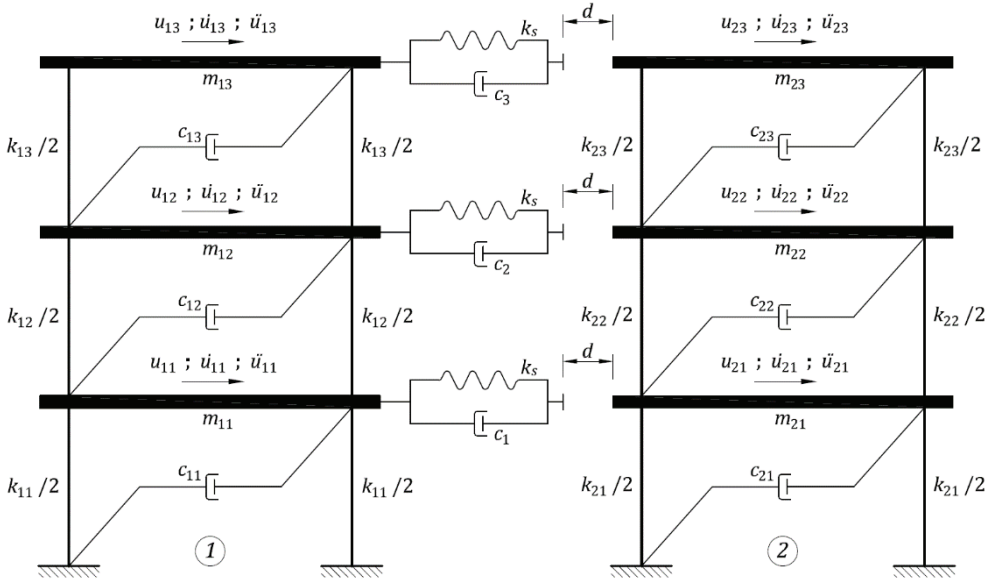 u₁₃ ; u̇₁₃ ; ü₁₃
kₛ
d
u₂₃ ; u̇₂₃ ; ü₂₃
m₁₃
c₃
m₂₃
k₁₃/2
c₁₃
k₁₃/2
k₂₃/2
c₂₃
k₂₃/2
u₁₂ ; u̇₁₂ ; ü₁₂
kₛ
d
u₂₂ ; u̇₂₂ ; ü₂₂
m₁₂
c₂
m₂₂
k₁₂/2
c₁₂
k₁₂/2
k₂₂/2
c₂₂
k₂₂/2
u₁₁ ; u̇₁₁ ; ü₁₁
kₛ
d
u₂₁ ; u̇₂₁ ; ü₂₁
m₁₁
c₁
m₂₁
k₁₁/2
c₁₁
k₁₁/2
k₂₁/2
c₂₁
k₂₁/2
1
2